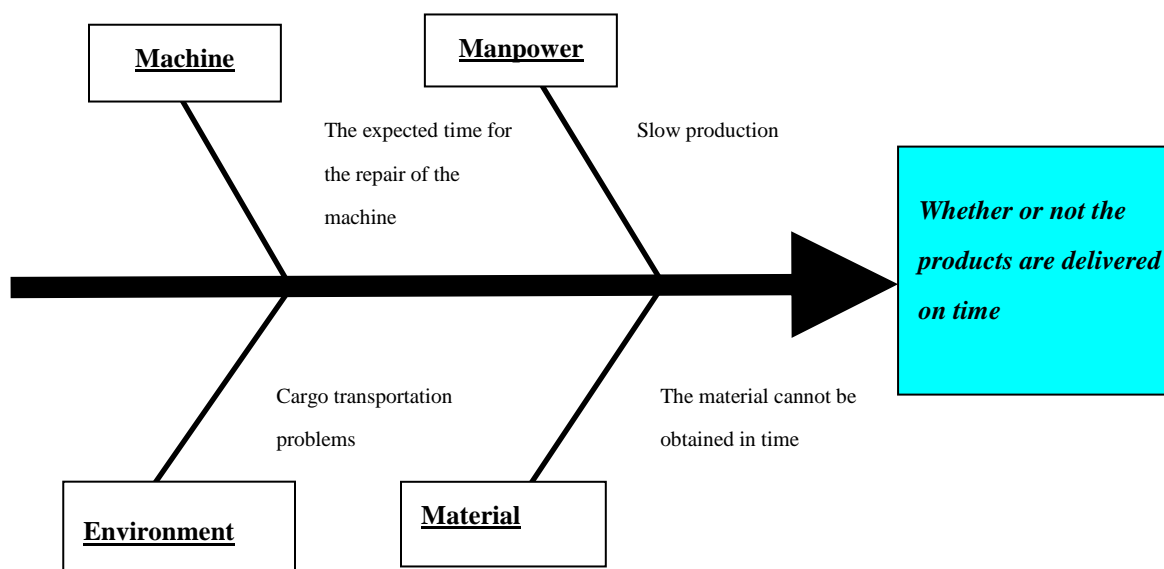 Machine
Manpower
The expected time for
the repair of the
machine
Slow production
Whether or not the
products are delivered
on time
Cargo transportation
problems
The material cannot be
obtained in time
Environment
Material